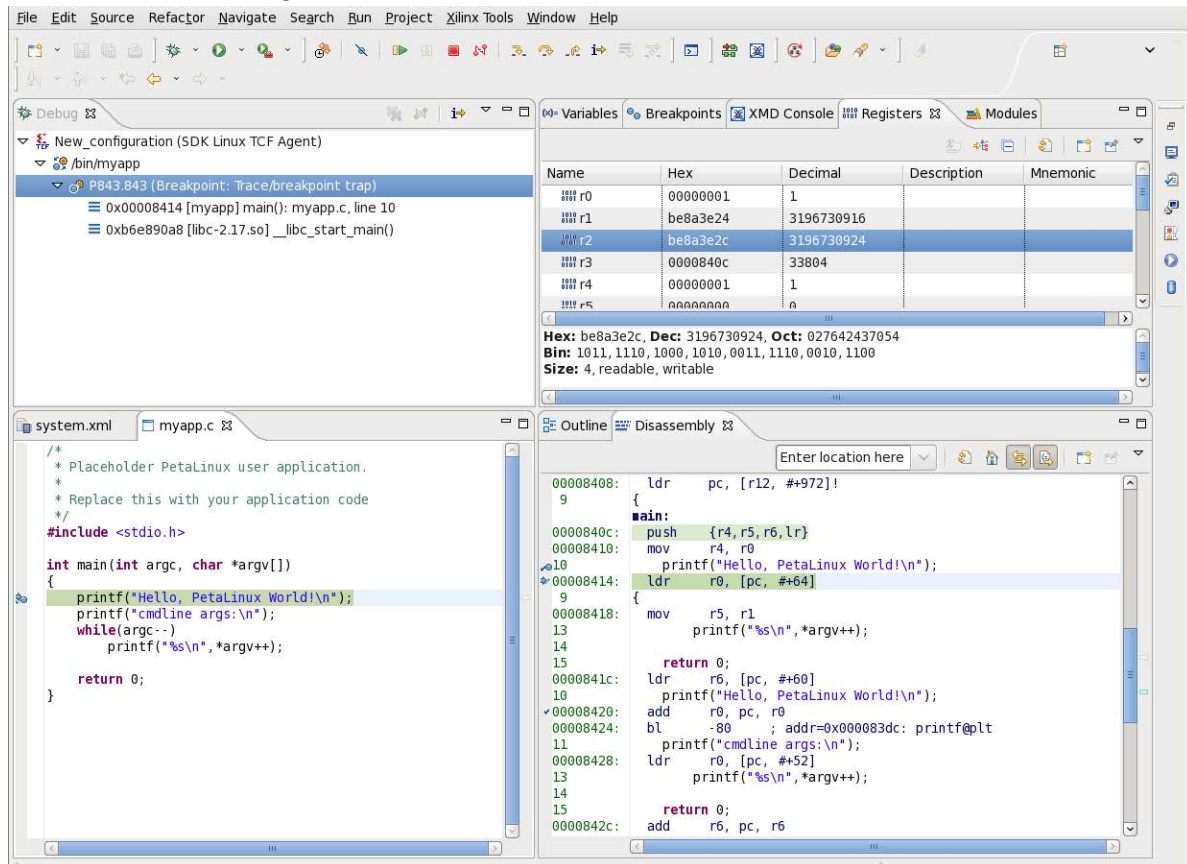 File Edit Source Refactor Navigate Search Run Project Xilinx Tools Window Help
Debug
New_configuration (SDK Linux TCF Agent)
/bin/myapp
P843.843 (Breakpoint: Trace/breakpoint trap)
0x00008414 [myapp] main(): myapp.c, line 10
0xb6e890a8 [libc-2.17.so] __libc_start_main()
(x)= Variables Breakpoints XMD Console Registers Modules
Name Hex Decimal Description Mnemonic
r0 00000001 1
r1 be8a3e24 3196730916
r2 be8a3e2c 3196730924
r3 0000840c 33804
r4 00000001 1
r5 00000000 0
Hex: be8a3e2c, Dec: 3196730924, Oct: 027642437054
Bin: 1011, 1110, 1000, 1010, 0011, 1110, 0010, 1100
Size: 4, readable, writable
system.xml myapp.c
/*
* Placeholder PetaLinux user application.
*
* Replace this with your application code
*/
#include <stdio.h>
int main(int argc, char *argv[])
{
printf("Hello, PetaLinux World!\n");
printf("cmdline args:\n");
while(argc--)
printf("%s\n",*argv++);
return 0;
}
Outline Disassembly
Enter location here
00008408: ldr pc, [r12, #+972]!
9 {
main:
0000840c: push {r4,r5,r6,lr}
00008410: mov r4, r0
10 printf("Hello, PetaLinux World!\n");
00008414: ldr r0, [pc, #+64]
9 {
00008418: mov r5, r1
13 printf("%s\n",*argv++);
14
15 return 0;
0000841c: ldr r6, [pc, #+60]
10 printf("Hello, PetaLinux World!\n");
00008420: add r0, pc, r0
00008424: bl -80 ; addr=0x000083dc: printf@plt
11 printf("cmdline args:\n");
00008428: ldr r0, [pc, #+52]
13 printf("%s\n",*argv++);
14
15 return 0;
0000842c: add r6, pc, r6